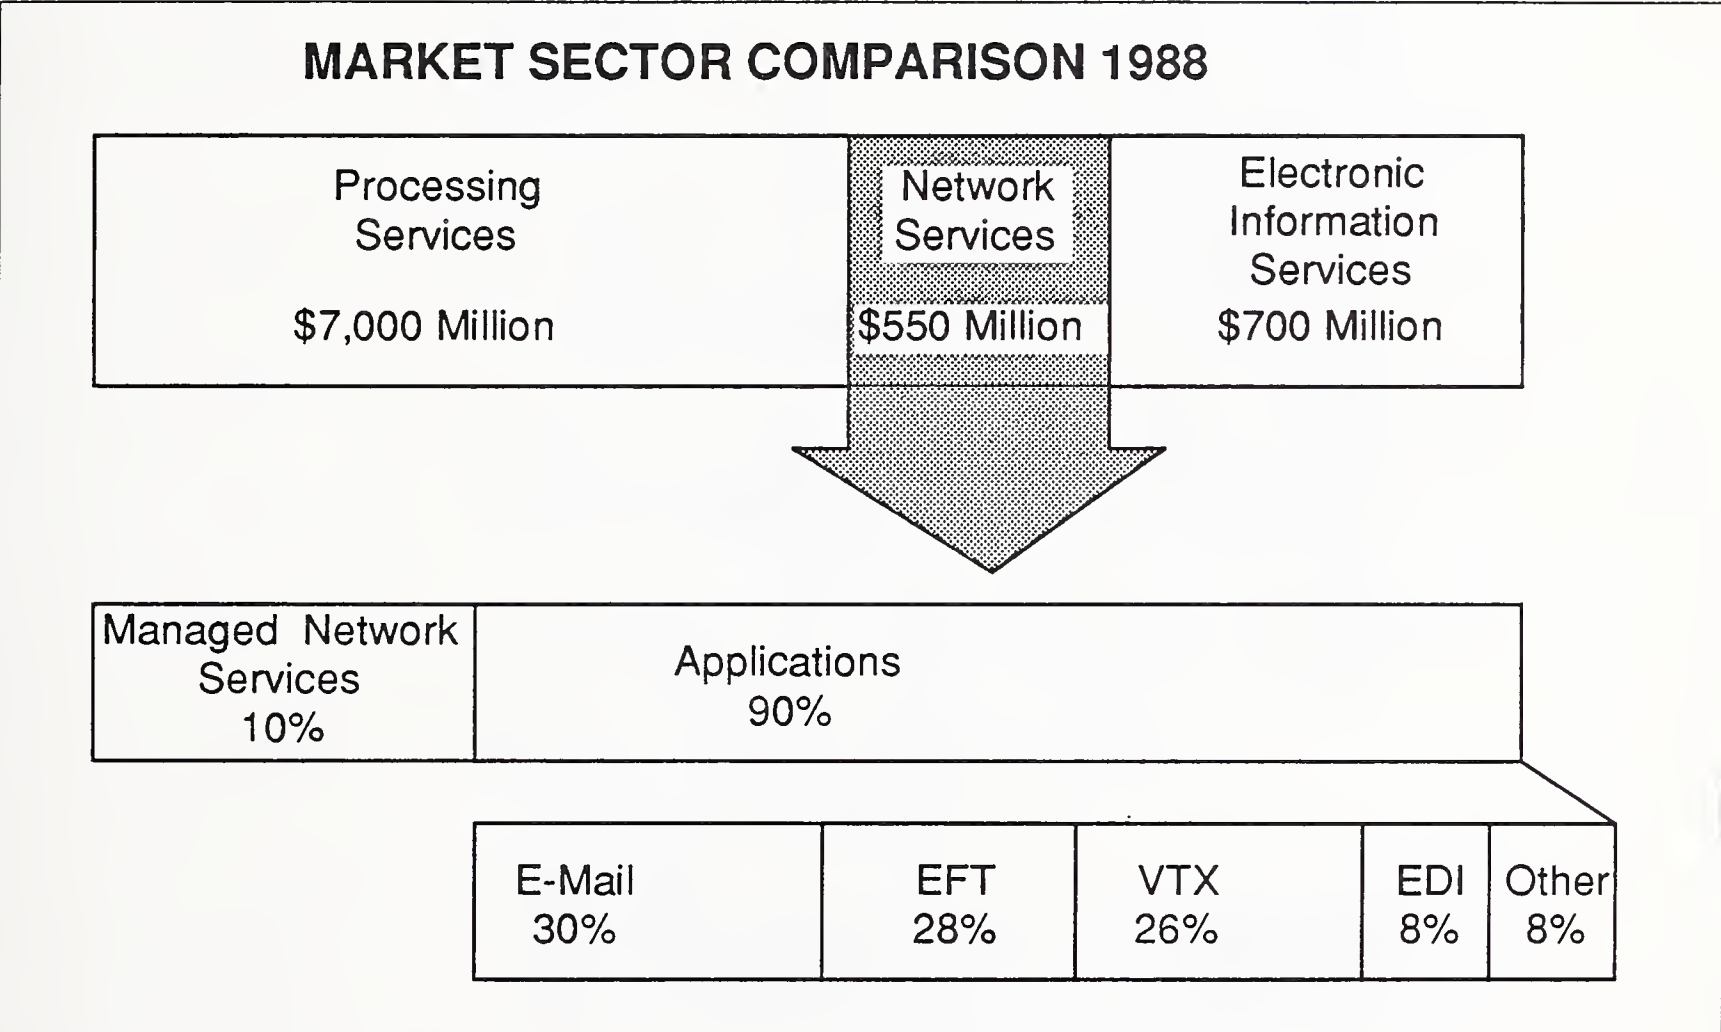 MARKET SECTOR COMPARISON 1988
Processing
Services
$7,000 Million
Network
Services
$550 Million
Electronic
Information
Services
$700 Million
Managed Network
Services
10%
Applications
90%
E-Mail
30%
EFT
28%
VTX
26%
EDI
8%
Other
8%